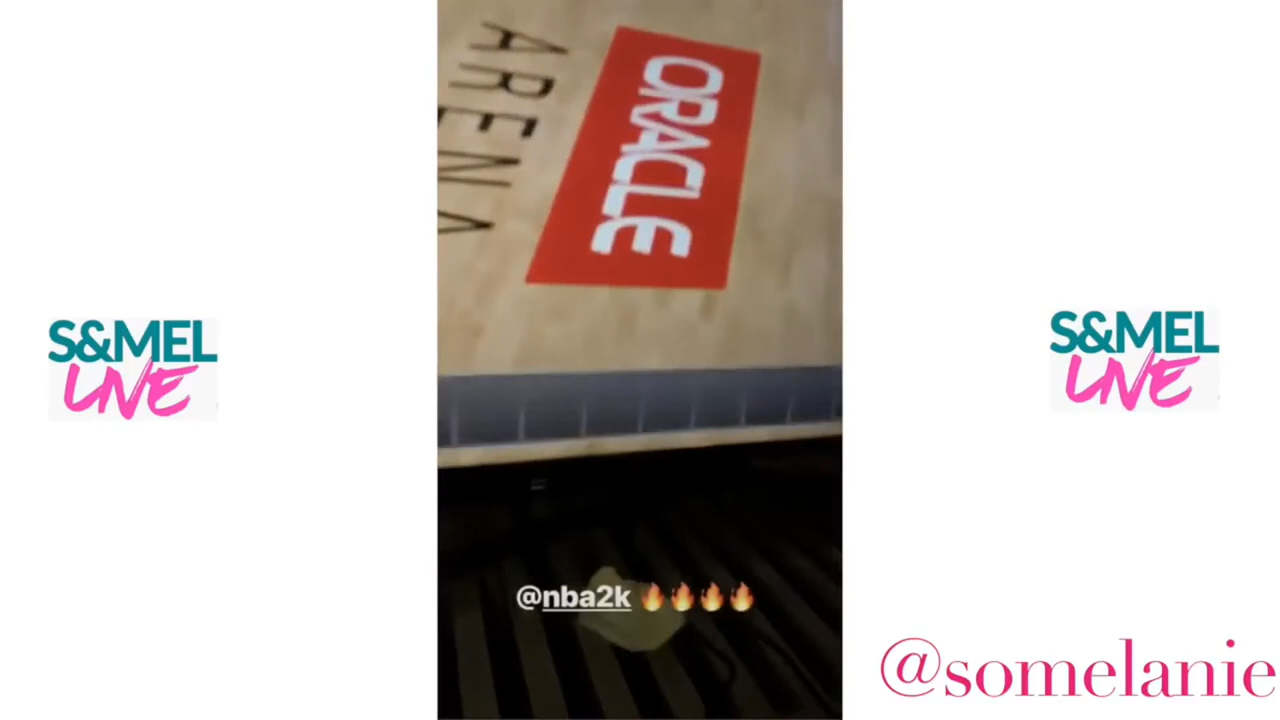 ORACLE
ARENA
S&MEL
LIVE
S&MEL
LIVE
@nba2k 🔥🔥🔥🔥
@somelanie